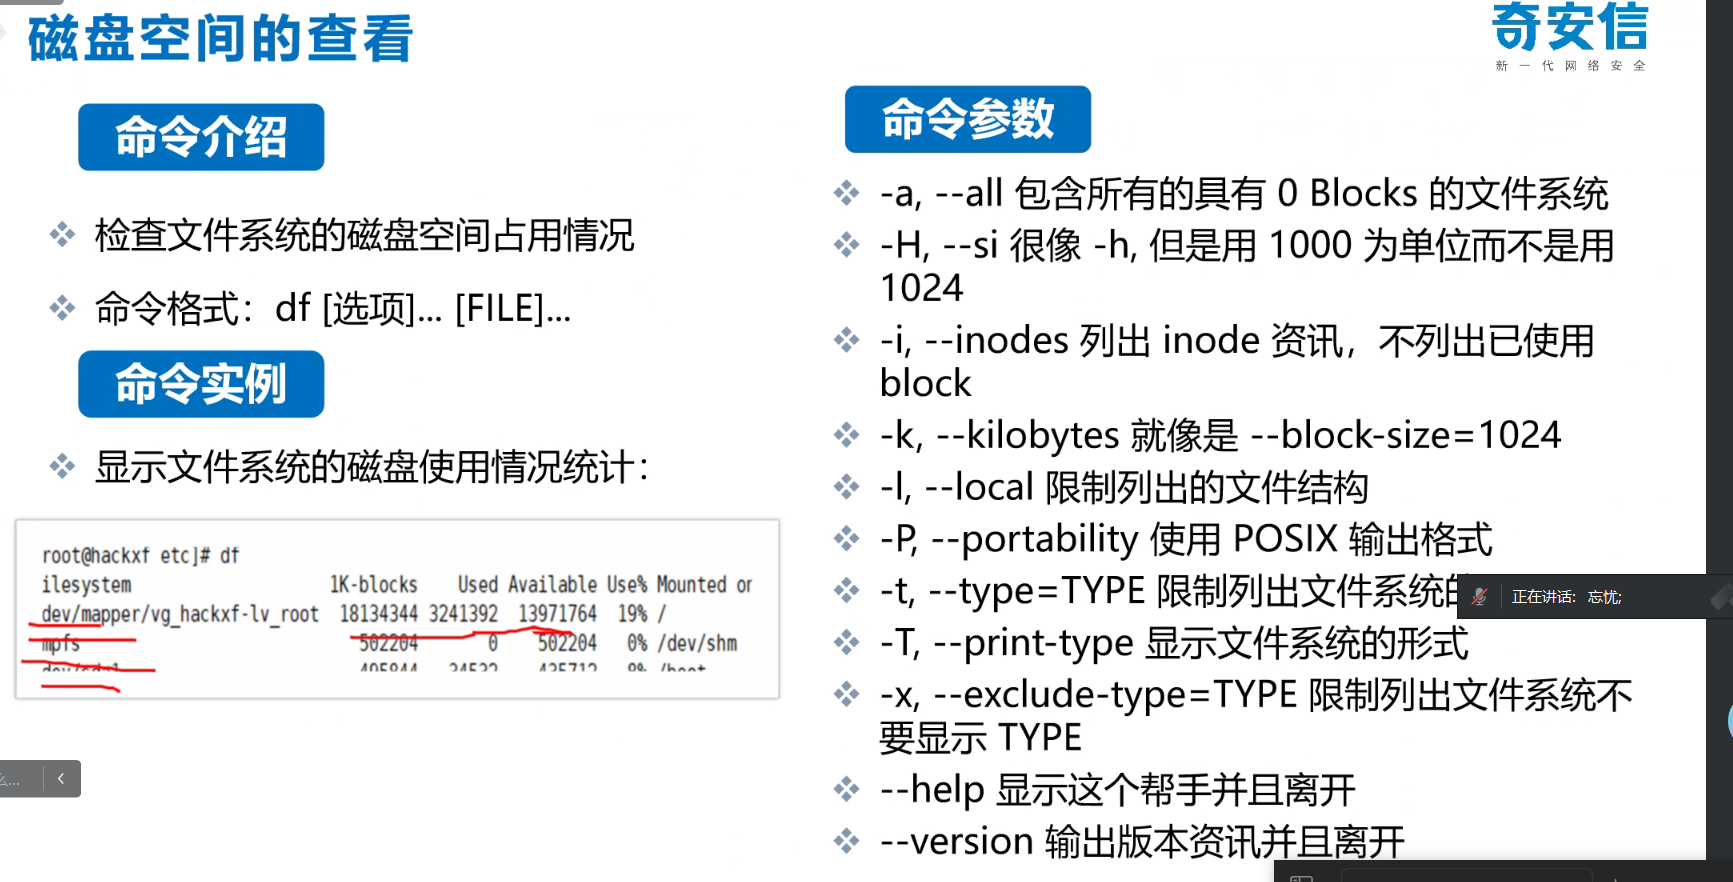 磁盘空间的查看
奇安信
新一代网络安全
命令介绍
检查文件系统的磁盘空间占用情况
命令格式：df [选项]... [FILE]...
命令实例
显示文件系统的磁盘使用情况统计：
root@hackxf etc]# df
ilesystem 1K-blocks Used Available Use% Mounted on
dev/mapper/vg_hackxf-lv_root 18134344 3241392 13971764 19% /
mpfs 502204 0 502204 0% /dev/shm
命令参数
-a, --all 包含所有的具有 0 Blocks 的文件系统
-H, --si 很像 -h, 但是用 1000 为单位而不是用
1024
-i, --inodes 列出 inode 资讯，不列出已使用
block
-k, --kilobytes 就像是 --block-size=1024
-l, --local 限制列出的文件结构
-P, --portability 使用 POSIX 输出格式
-t, --type=TYPE 限制列出文件系统的
正在讲话: 忘忧;
-T, --print-type 显示文件系统的形式
-x, --exclude-type=TYPE 限制列出文件系统不
要显示 TYPE
--help 显示这个帮手并且离开
--version 输出版本资讯并且离开